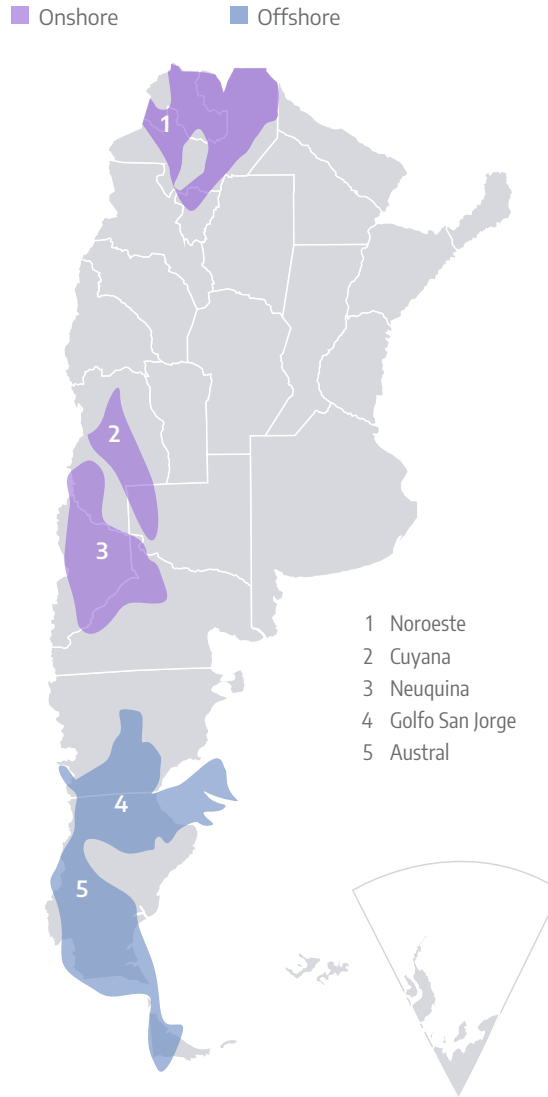 Onshore
Offshore
1
2
3
1 Noroeste
2 Cuyana
3 Neuquina
4 Golfo San Jorge
5 Austral
4
5